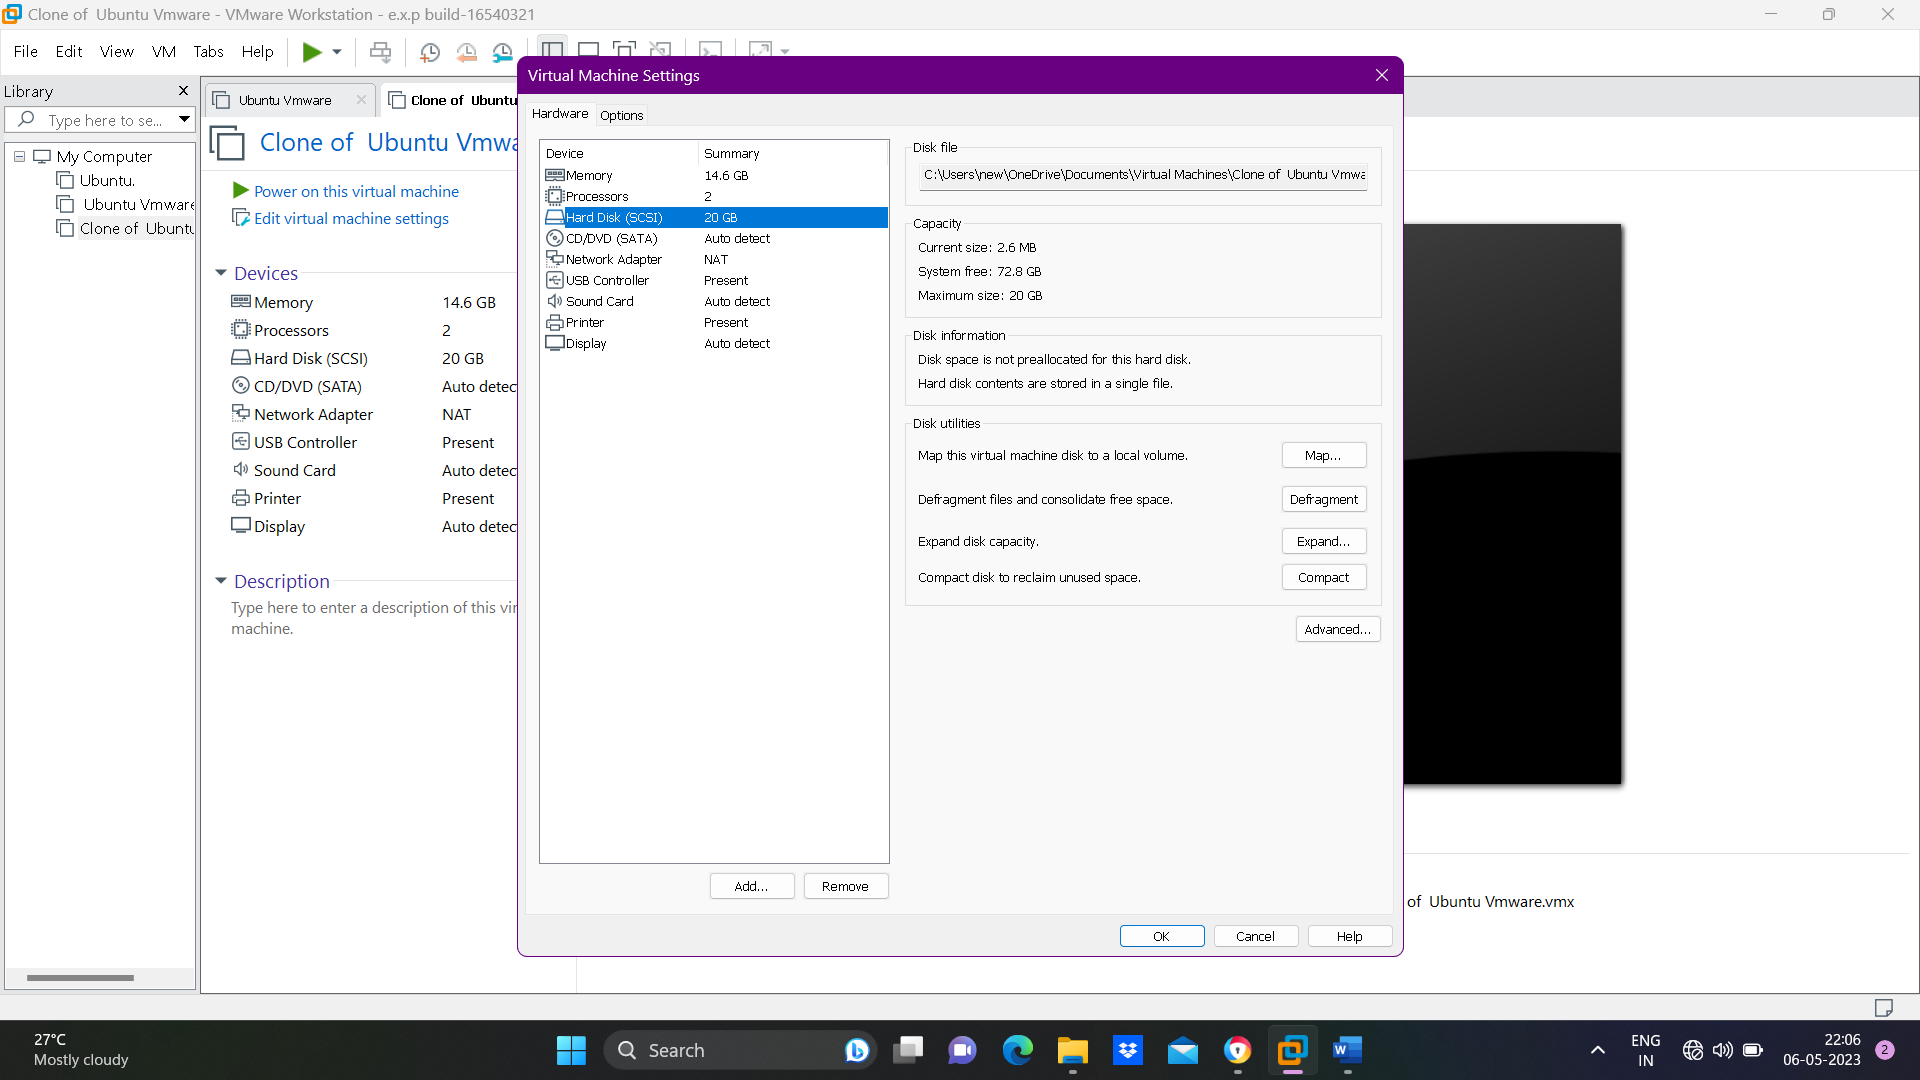 Clone of  Ubuntu Vmware - VMware Workstation - e.x.p build-16540321
File Edit View VM Tabs Help
Library
Type here to se...
My Computer
Ubuntu.
Ubuntu Vmware
Clone of  Ubuntu
Ubuntu Vmware
Clone of  Ubuntu
Clone of  Ubuntu Vmwa
Power on this virtual machine
Edit virtual machine settings
Devices
Memory 14.6 GB
Processors 2
Hard Disk (SCSI) 20 GB
CD/DVD (SATA) Auto detec
Network Adapter NAT
USB Controller Present
Sound Card Auto detec
Printer Present
Display Auto detec
Description
Type here to enter a description of this vir
machine.
Virtual Machine Settings
Hardware Options
Device Summary
Memory 14.6 GB
Processors 2
Hard Disk (SCSI) 20 GB
CD/DVD (SATA) Auto detect
Network Adapter NAT
USB Controller Present
Sound Card Auto detect
Printer Present
Display Auto detect
Add... Remove
Disk file
C:\Users\new\OneDrive\Documents\Virtual Machines\Clone of  Ubuntu Vmwa
Capacity
Current size: 2.6 MB
System free: 72.8 GB
Maximum size: 20 GB
Disk information
Disk space is not preallocated for this hard disk.
Hard disk contents are stored in a single file.
Disk utilities
Map this virtual machine disk to a local volume. Map...
Defragment files and consolidate free space. Defragment
Expand disk capacity. Expand...
Compact disk to reclaim unused space. Compact
Advanced...
OK Cancel Help
of  Ubuntu Vmware.vmx
27°C
Mostly cloudy
Search
ENG
IN
22:06
06-05-2023
2